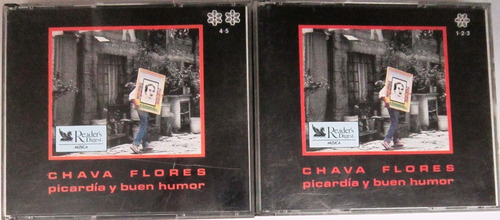 4·5
Reader's
Digest
MÚSICA
CHAVA FLORES
picardía y buen humor
1·2·3
Reader's
Digest
MÚSICA
CHAVA FLORES
picardía y buen humor